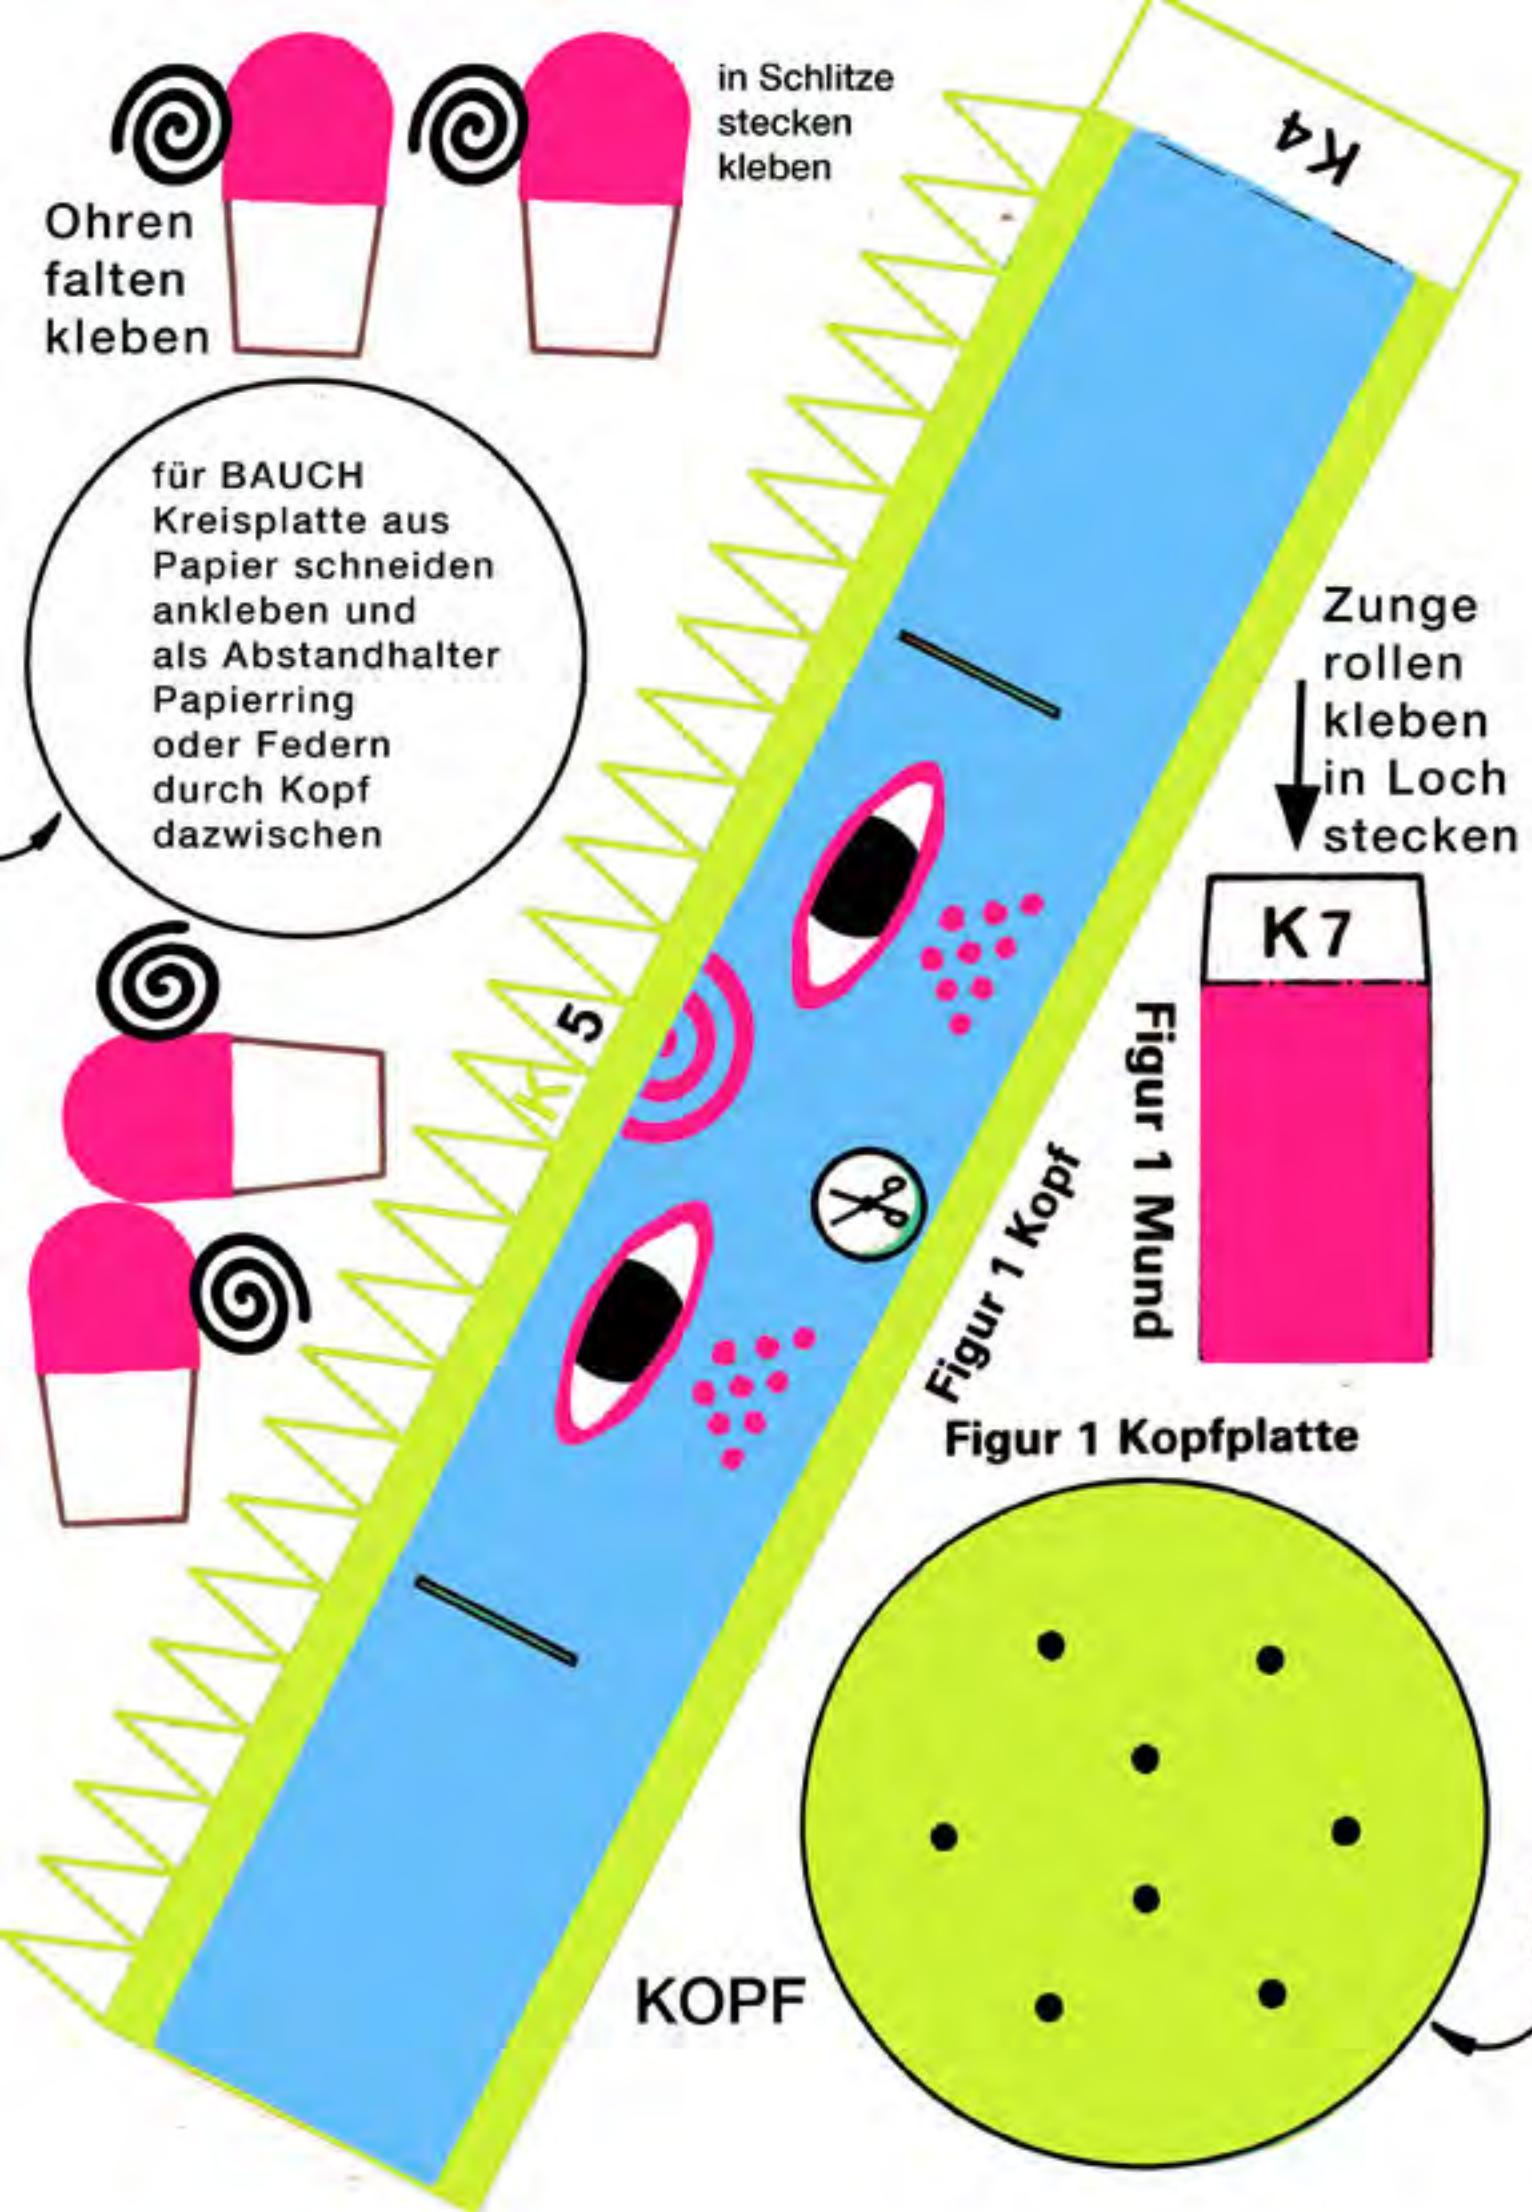 in Schlitze
stecken
kleben
K4
Ohren
falten
kleben
für BAUCH
Kreisplatte aus
Papier schneiden
ankleben und
als Abstandhalter
Papierring
oder Federn
durch Kopf
dazwischen
Zunge
rollen
kleben
in Loch
stecken
K7
K5
Figur 1 Mund
Figur 1 Kopf
Figur 1 Kopfplatte
KOPF